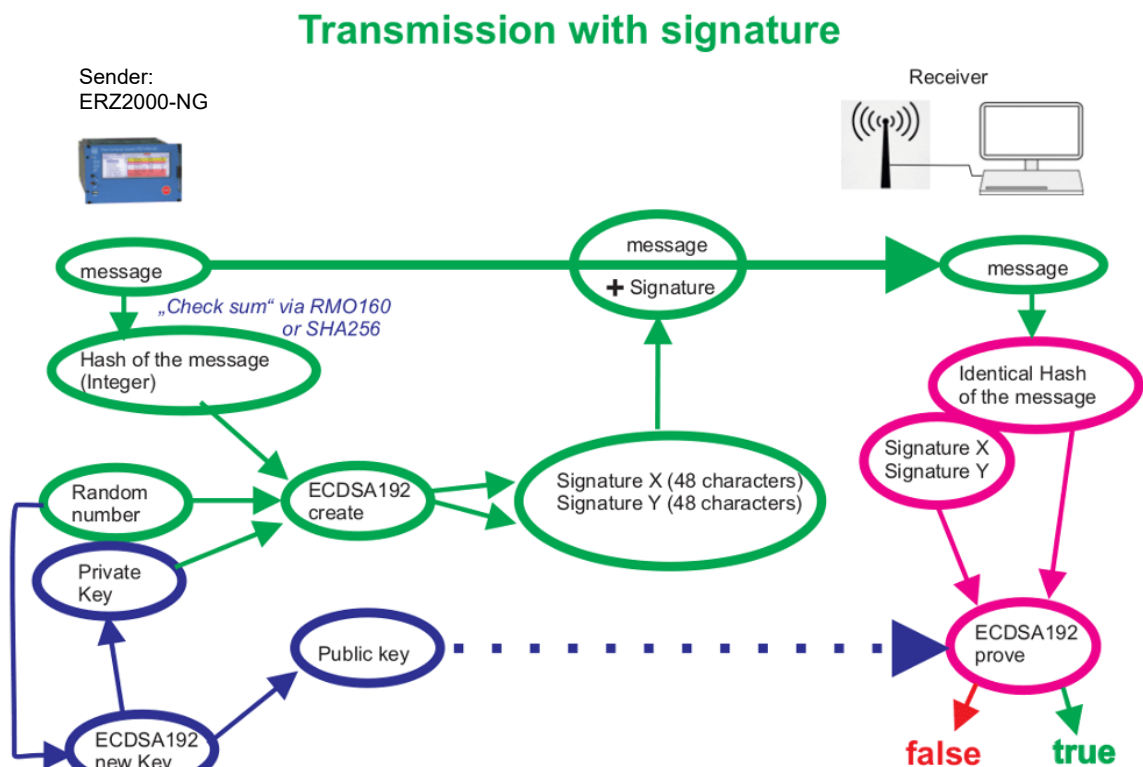 Transmission with signature
Sender:
ERZ2000-NG
Receiver
message
message
+ Signature
message
„Check sum“ via RMO160
or SHA256
Hash of the message
(Integer)
Identical Hash
of the message
Signature X
Signature Y
Random
number
ECDSA192
create
Signature X (48 characters)
Signature Y (48 characters)
Private
Key
Public key
ECDSA192
prove
ECDSA192
new Key
false
true